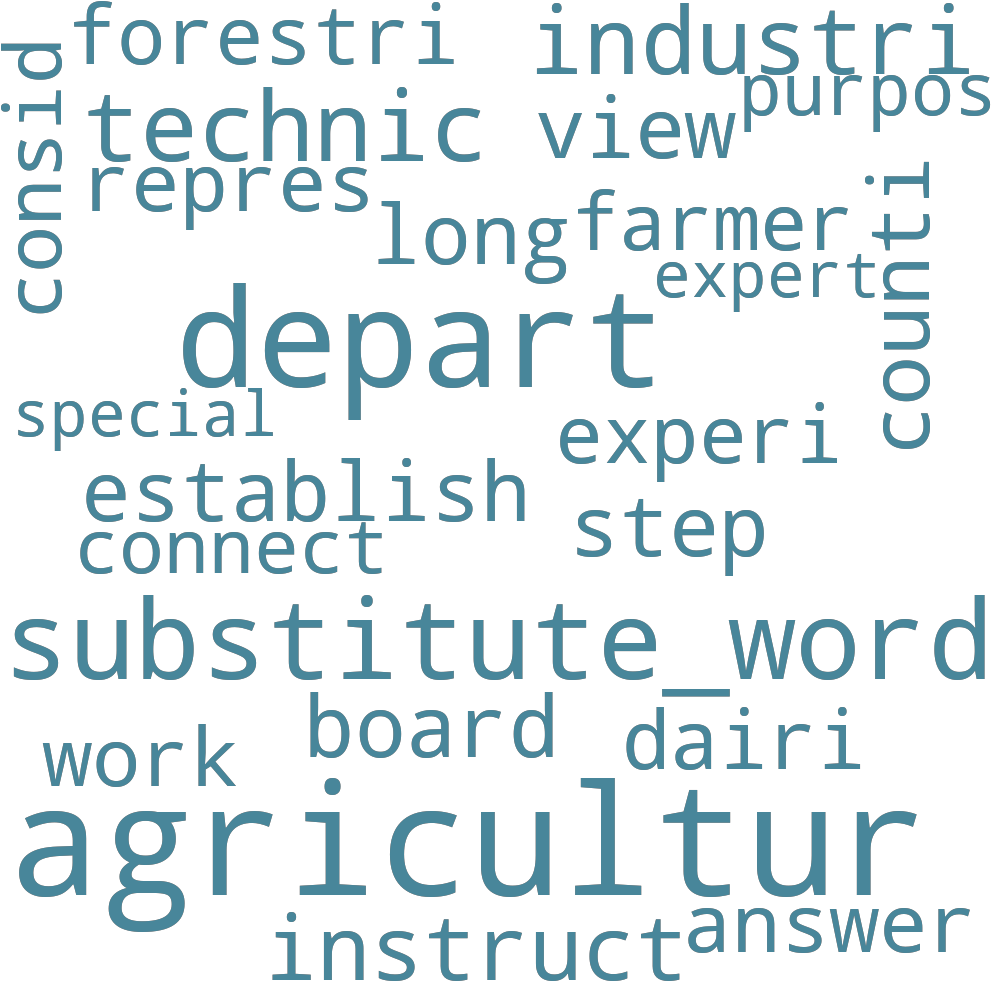 forestri
industri
consid
purpos
technic
view
repres
counti
long
farmer
expert
depart
special
experi
establish
step
connect
substitute_word
board
dairi
work
agricultur
answer
instruct